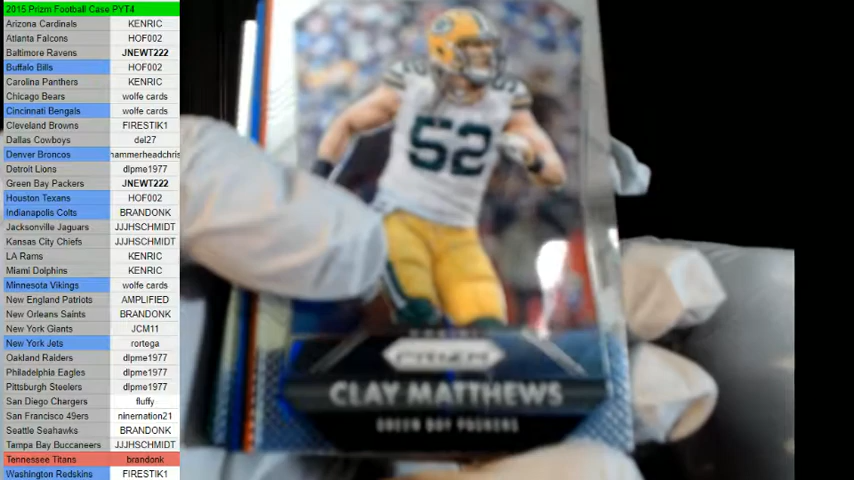 2015 Prizm Football Case PYT4
Arizona Cardinals KENRIC
Atlanta Falcons HOF002
Baltimore Ravens JNEWT222
Buffalo Bills HOF002
Carolina Panthers KENRIC
Chicago Bears wolfe cards
Cincinnati Bengals wolfe cards
Cleveland Browns FIRESTIK1
Dallas Cowboys del27
Denver Broncos hammerheadchris
Detroit Lions dlpme1977
Green Bay Packers JNEWT222
Houston Texans HOF002
Indianapolis Colts BRANDONK
Jacksonville Jaguars JJJHSCHMIDT
Kansas City Chiefs JJJHSCHMIDT
LA Rams KENRIC
Miami Dolphins KENRIC
Minnesota Vikings wolfe cards
New England Patriots AMPLIFIED
New Orleans Saints BRANDONK
New York Giants JCM11
New York Jets rortega
Oakland Raiders dlpme1977
Philadelphia Eagles dlpme1977
Pittsburgh Steelers dlpme1977
San Diego Chargers fluffy
San Francisco 49ers ninernation21
Seattle Seahawks BRANDONK
Tampa Bay Buccaneers JJJHSCHMIDT
Tennessee Titans brandonk
Washington Redskins FIRESTIK1
52
52
PRIZM
CLAY MATTHEWS
GREEN BAY PACKERS